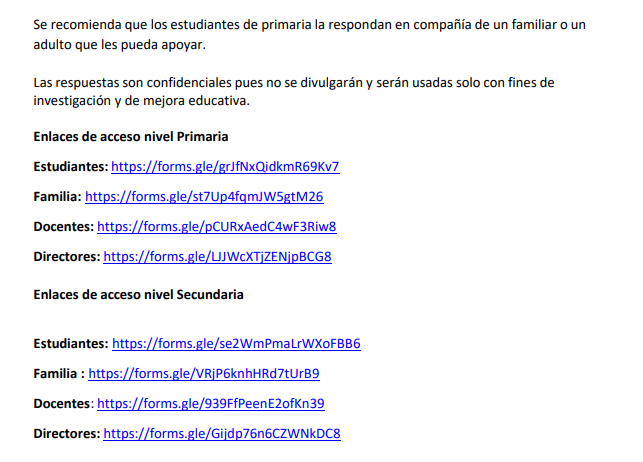 Se recomienda que los estudiantes de primaria la respondan en compañía de un familiar o un
adulto que les pueda apoyar.
Las respuestas son confidenciales pues no se divulgarán y serán usadas solo con fines de
investigación y de mejora educativa.
Enlaces de acceso nivel Primaria
Estudiantes: https://forms.gle/grJfNxQidkmR69Kv7
Familia: https://forms.gle/st7Up4fqmJW5gtM26
Docentes: https://forms.gle/pCURxAedC4wF3Riw8
Directores: https://forms.gle/LJJWcXTjZENjpBCG8
Enlaces de acceso nivel Secundaria
Estudiantes: https://forms.gle/se2WmPmaLrWXoFBB6
Familia : https://forms.gle/VRjP6knhHRd7tUrB9
Docentes: https://forms.gle/939FfPeenE2ofKn39
Directores: https://forms.gle/Gijdp76n6CZWNkDC8